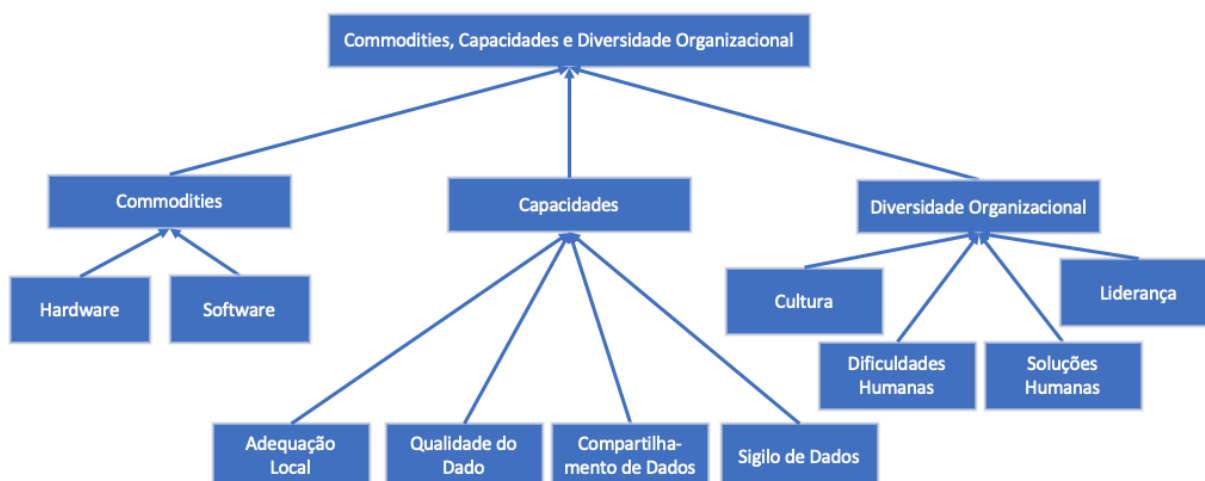 Commodities, Capacidades e Diversidade Organizacional
Commodities
Capacidades
Diversidade Organizacional
Hardware
Software
Cultura
Liderança
Dificuldades
Humanas
Soluções
Humanas
Adequação
Local
Qualidade do
Dado
Compartilha-
mento de Dados
Sigilo de Dados